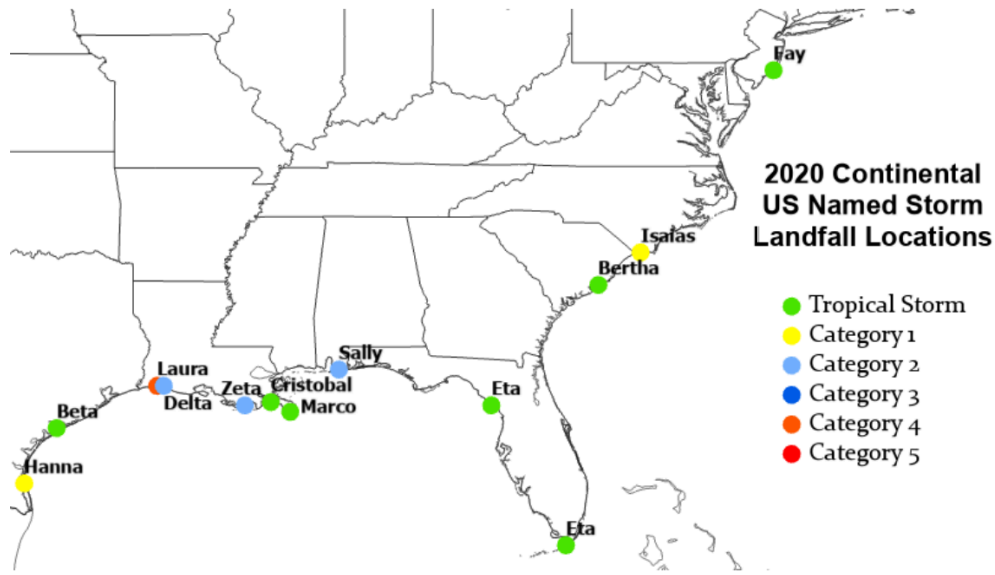 Fay
2020 Continental
US Named Storm
Landfall Locations
Isaias
Bertha
Tropical Storm
Category 1
Category 2
Category 3
Category 4
Category 5
Sally
Laura
Zeta
Cristobal
Delta
Marco
Eta
Beta
Hanna
Eta